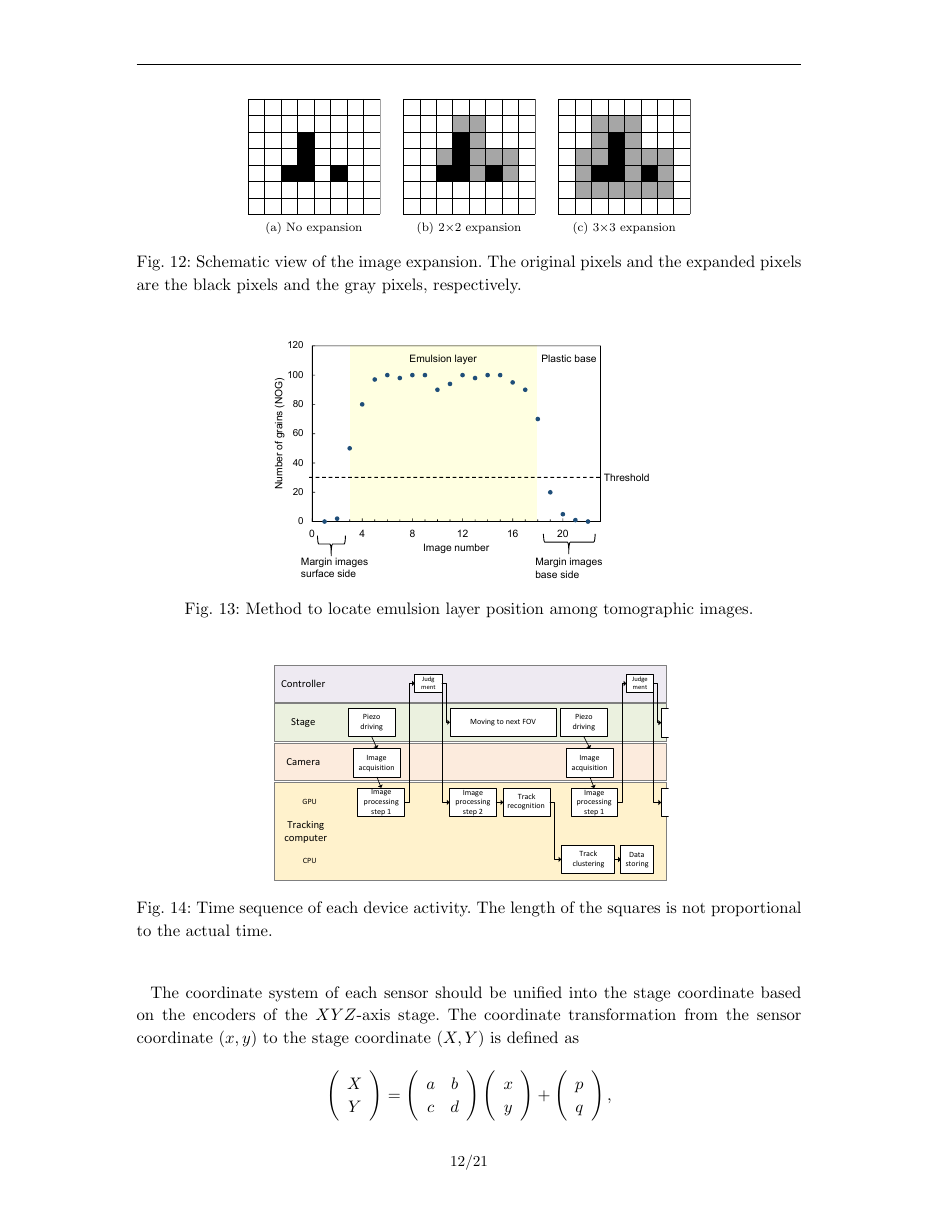 (a) No expansion
(b) 2×2 expansion
(c) 3×3 expansion
Fig. 12: Schematic view of the image expansion. The original pixels and the expanded pixels
are the black pixels and the gray pixels, respectively.
120
100
80
60
40
20
0
Number of grains (NOG)
Emulsion layer
Plastic base
Threshold
0
4
8
12
16
20
Image number
Margin images
surface side
Margin images
base side
Fig. 13: Method to locate emulsion layer position among tomographic images.
Controller
Judg
ment
Judge
ment
Stage
Piezo
driving
Moving to next FOV
Piezo
driving
Camera
Image
acquisition
Image
acquisition
GPU
Image
processing
step 1
Image
processing
step 2
Track
recognition
Image
processing
step 1
Tracking
computer
CPU
Track
clustering
Data
storing
Fig. 14: Time sequence of each device activity. The length of the squares is not proportional
to the actual time.
The coordinate system of each sensor should be unified into the stage coordinate based
on the encoders of the XYZ-axis stage. The coordinate transformation from the sensor
coordinate (x, y) to the stage coordinate (X, Y) is defined as
( X ) = ( a b ) ( x ) + ( p ) ,
( Y ) ( c d ) ( y ) ( q )
12/21